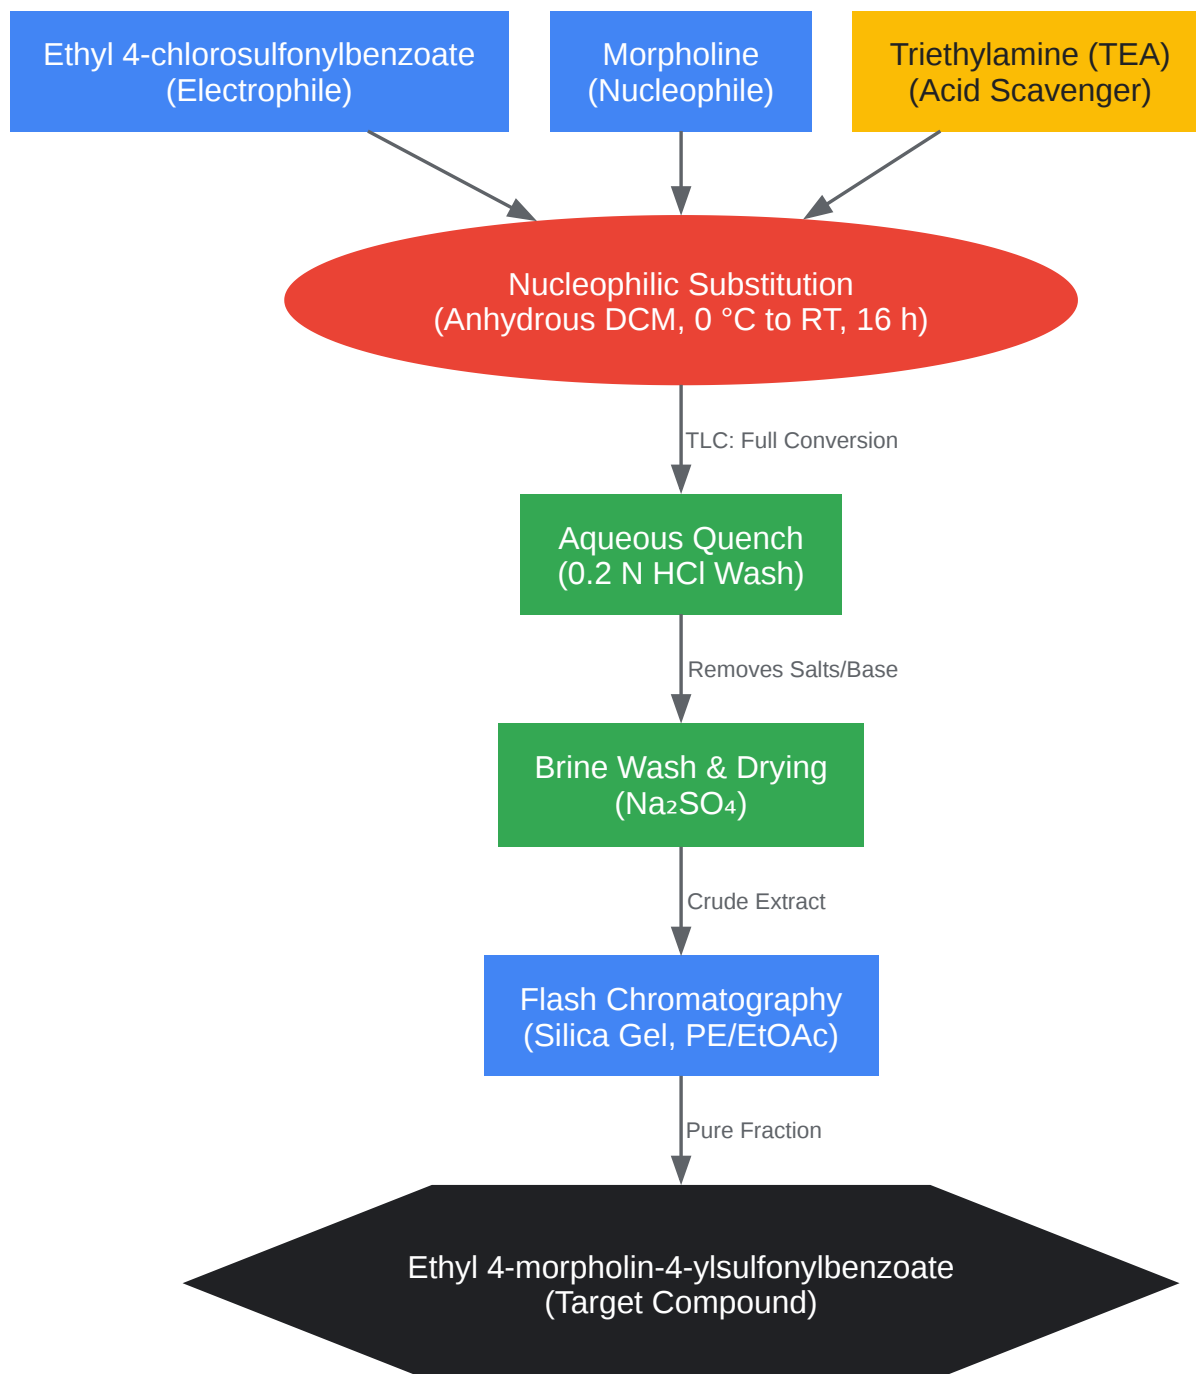 Ethyl 4-chlorosulfonylbenzoate
(Electrophile)
Morpholine
(Nucleophile)
Triethylamine (TEA)
(Acid Scavenger)
Nucleophilic Substitution
(Anhydrous DCM, 0 °C to RT, 16 h)
TLC: Full Conversion
Aqueous Quench
(0.2 N HCl Wash)
Removes Salts/Base
Brine Wash & Drying
(Na₂SO₄)
Crude Extract
Flash Chromatography
(Silica Gel, PE/EtOAc)
Pure Fraction
Ethyl 4-morpholin-4-ylsulfonylbenzoate
(Target Compound)